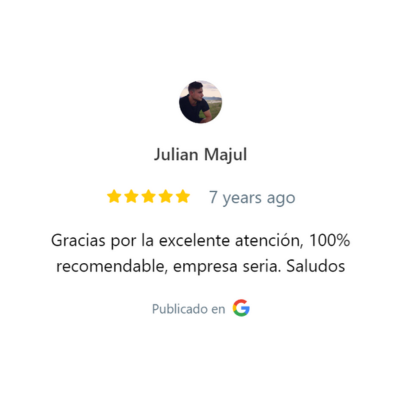 Julian Majul
7 years ago
Gracias por la excelente atención, 100%
recomendable, empresa seria. Saludos
Publicado en